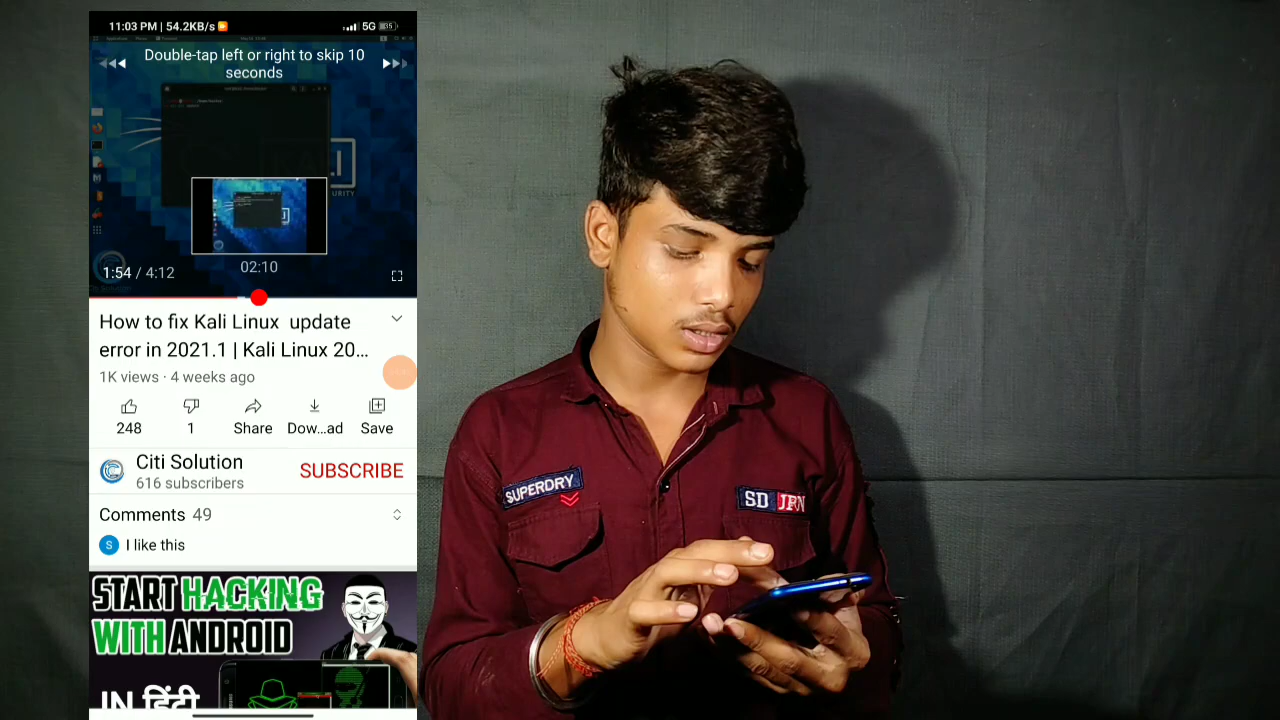 11:03 PM | 54.2KB/s
5G
35
Double-tap left or right to skip 10
seconds
1:54 / 4:12
02:10
How to fix Kali Linux update
error in 2021.1 | Kali Linux 20...
1K views · 4 weeks ago
248
1
Share
Dow...ad
Save
Citi Solution
616 subscribers
SUBSCRIBE
Comments 49
S
I like this
START HACKING
WITH ANDROID
IN हिंदी
SUPERDRY
SD JPN